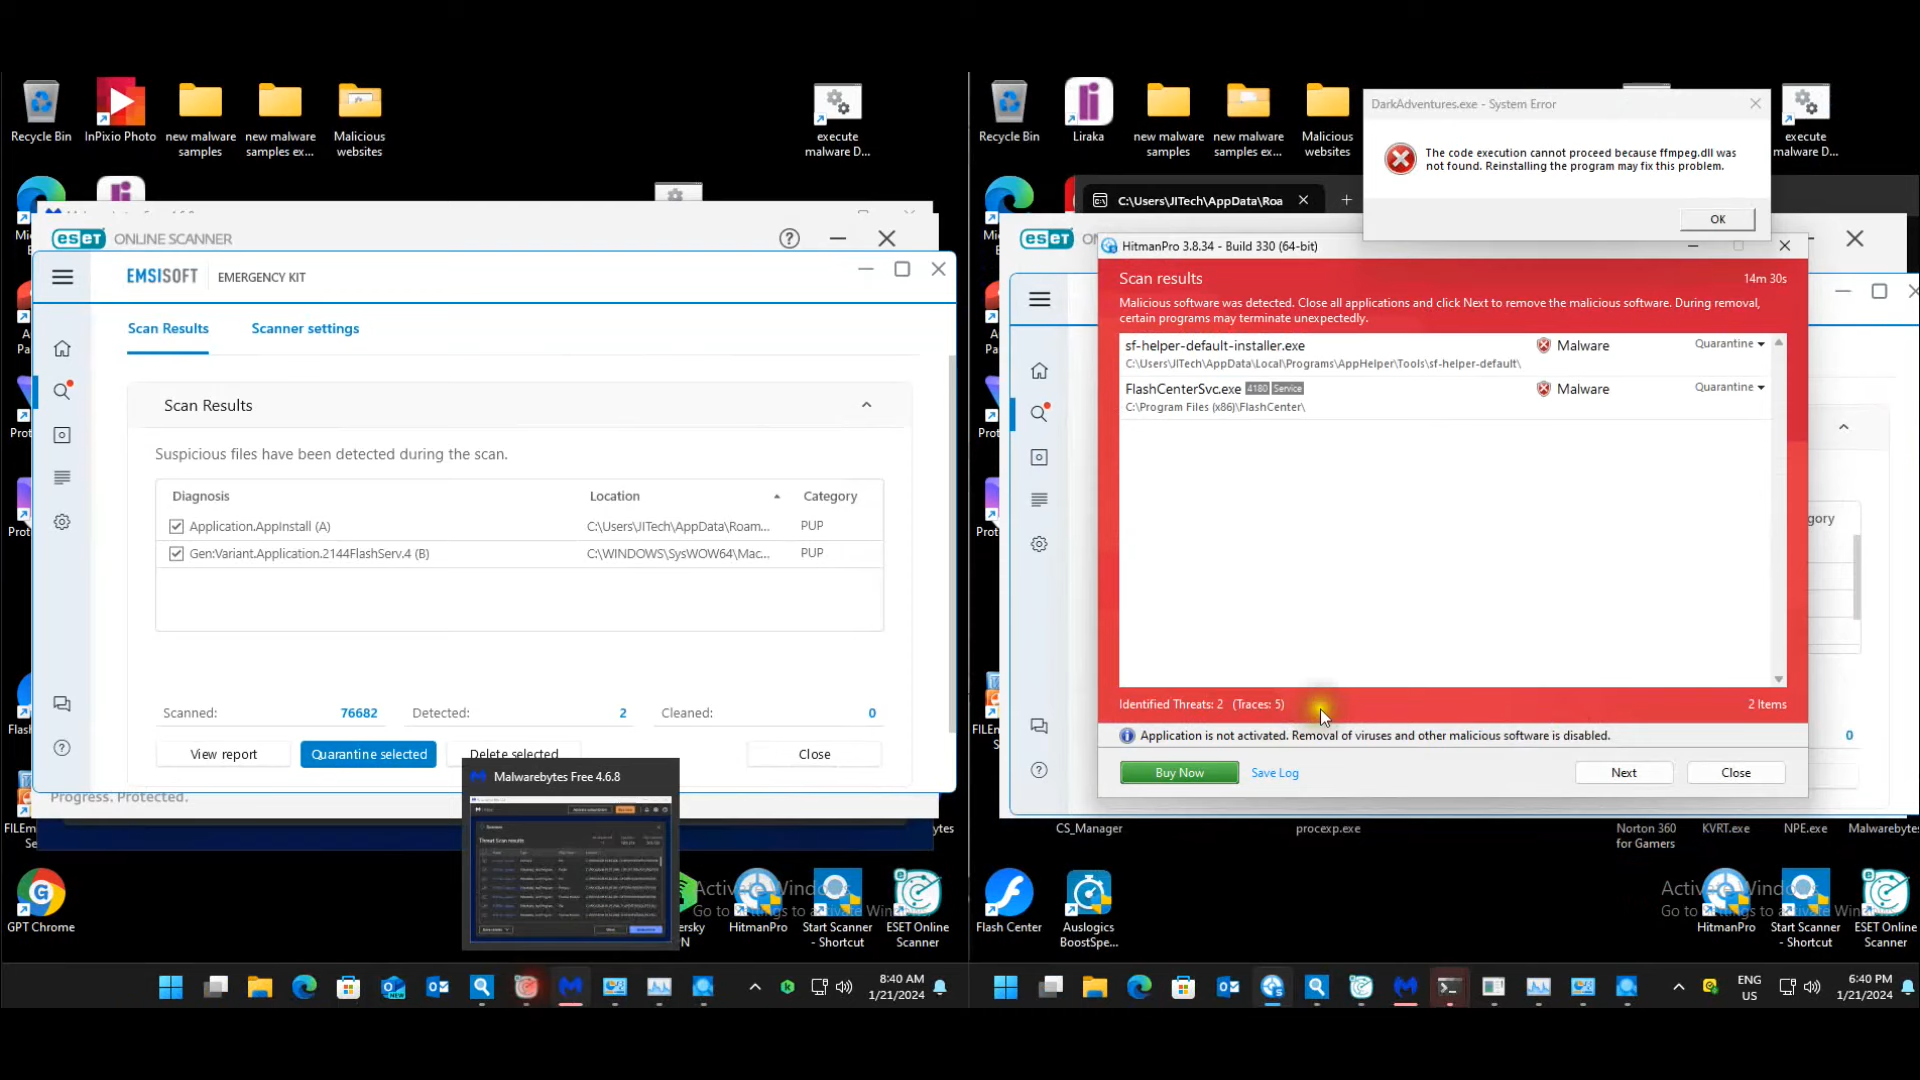 Recycle Bin
InPixio Photo
new malware
samples
new malware
samples ex...
Malicious
websites
execute
malware D...
eset ONLINE SCANNER
EMSISOFT EMERGENCY KIT
Scan Results
Scanner settings
Scan Results
Suspicious files have been detected during the scan.
Diagnosis Location Category
Application.AppInstall (A) C:\Users\JITech\AppData\Roam... PUP
Gen:Variant.Application.2144FlashServ.4 (B) C:\WINDOWS\SysWOW64\Mac... PUP
Scanned: 76682 Detected: 2 Cleaned: 0
View report
Quarantine selected
Delete selected
Close
Progress. Protected.
Malwarebytes Free 4.6.8
GPT Chrome
HitmanPro
Start Scanner
- Shortcut
ESET Online
Scanner
Activate Windows
8:40 AM
1/21/2024
Recycle Bin
Liraka
new malware
samples
new malware
samples ex...
Malicious
websites
execute
malware D...
DarkAdventures.exe - System Error
The code execution cannot proceed because ffmpeg.dll was
not found. Reinstalling the program may fix this problem.
OK
C:\Users\JITech\AppData\Roa
eset
HitmanPro 3.8.34 - Build 330 (64-bit)
Scan results 14m 30s
Malicious software was detected. Close all applications and click Next to remove the malicious software. During removal,
certain programs may terminate unexpectedly.
sf-helper-default-installer.exe Malware Quarantine
C:\Users\JITech\AppData\Local\Programs\AppHelper\Tools\sf-helper-default\
FlashCenterSvc.exe 4180 Service Malware Quarantine
C:\Program Files (x86)\FlashCenter\
Identified Threats: 2 (Traces: 5) 2 Items
Application is not activated. Removal of viruses and other malicious software is disabled.
Buy Now
Save Log
Next
Close
0
CS_Manager
procexp.exe
Norton 360
for Gamers
KVRT.exe
NPE.exe
Malwarebytes
Flash Center
Auslogics
BoostSpe...
HitmanPro
Start Scanner
- Shortcut
ESET Online
Scanner
Activate Windows
Go to Settings to activate Windows
ENG
US
6:40 PM
1/21/2024